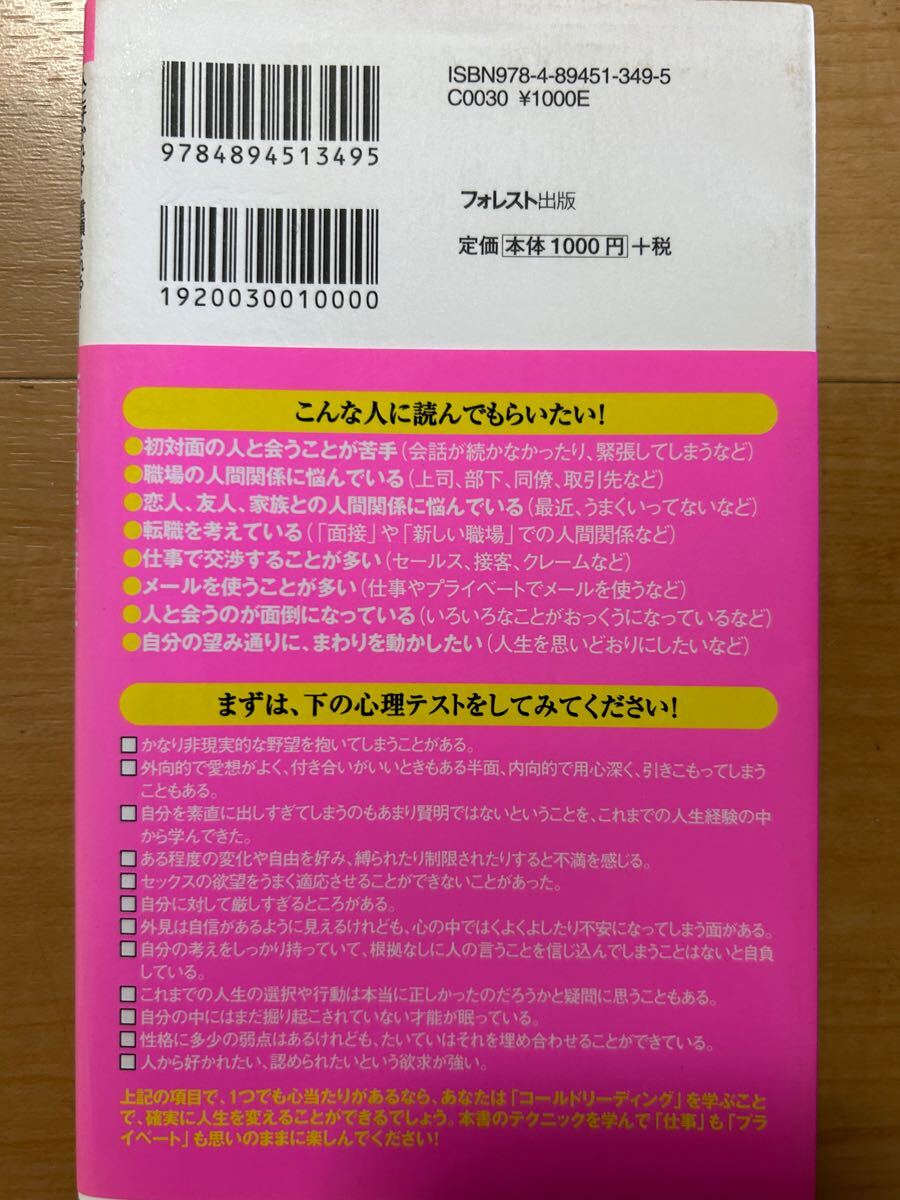 ISBN978-4-89451-349-5
C0030 ¥1000E
9784894513495
フォレスト出版
定価 本体1000円 +税
1920030010000
こんな人に読んでもらいたい!
●初対面の人と会うことが苦手(会話が続かなかったり、緊張してしまうなど)
●職場の人間関係に悩んでいる(上司、部下、同僚、取引先など)
●恋人、友人、家族との人間関係に悩んでいる(最近、うまくいってないなど)
●転職を考えている(「面接」や「新しい職場」での人間関係など)
●仕事で交渉することが多い(セールス、接客、クレームなど)
●メールを使うことが多い(仕事やプライベートでメールを使うなど)
●人と会うのが面倒になっている(いろいろなことがおっくうになっているなど)
●自分の望み通りに、まわりを動かしたい(人生を思いどおりにしたいなど)
まずは、下の心理テストをしてみてください!
□かなり非現実的な野望を抱いてしまうことがある。
□外向的で愛想がよく、付き合いがいいときもある半面、内向的で用心深く、引きこもってしまう
こともある。
□自分を素直に出しすぎてしまうのもあまり賢明ではないということを、これまでの人生経験の中
から学んできた。
□ある程度の変化や自由を好み、縛られたり制限されたりすると不満を感じる。
□セックスの欲望をうまく適応させることができないことがあった。
□自分に対して厳しすぎるところがある。
□外見は自信があるように見えるけれども、心の中ではくよくよしたり不安になってしまう面がある。
□自分の考えをしっかり持っていて、根拠なしに人の言うことを信じ込んでしまうことはないと自負
している。
□これまでの人生の選択や行動は本当に正しかったのだろうかと疑問に思うこともある。
□自分の中にはまだ掘り起こされていない才能が眠っている。
□性格に多少の弱点はあるけれども、たいていはそれを埋め合わせることができている。
□人から好かれたい、認められたいという欲求が強い。
上記の項目で、1つでも心当たりがあるなら、あなたは「コールドリーディング」を学ぶこと
で、確実に人生を変えることができるでしょう。本書のテクニックを学んで「仕事」も「プラ
イベート」も思いのままに楽しんでください!